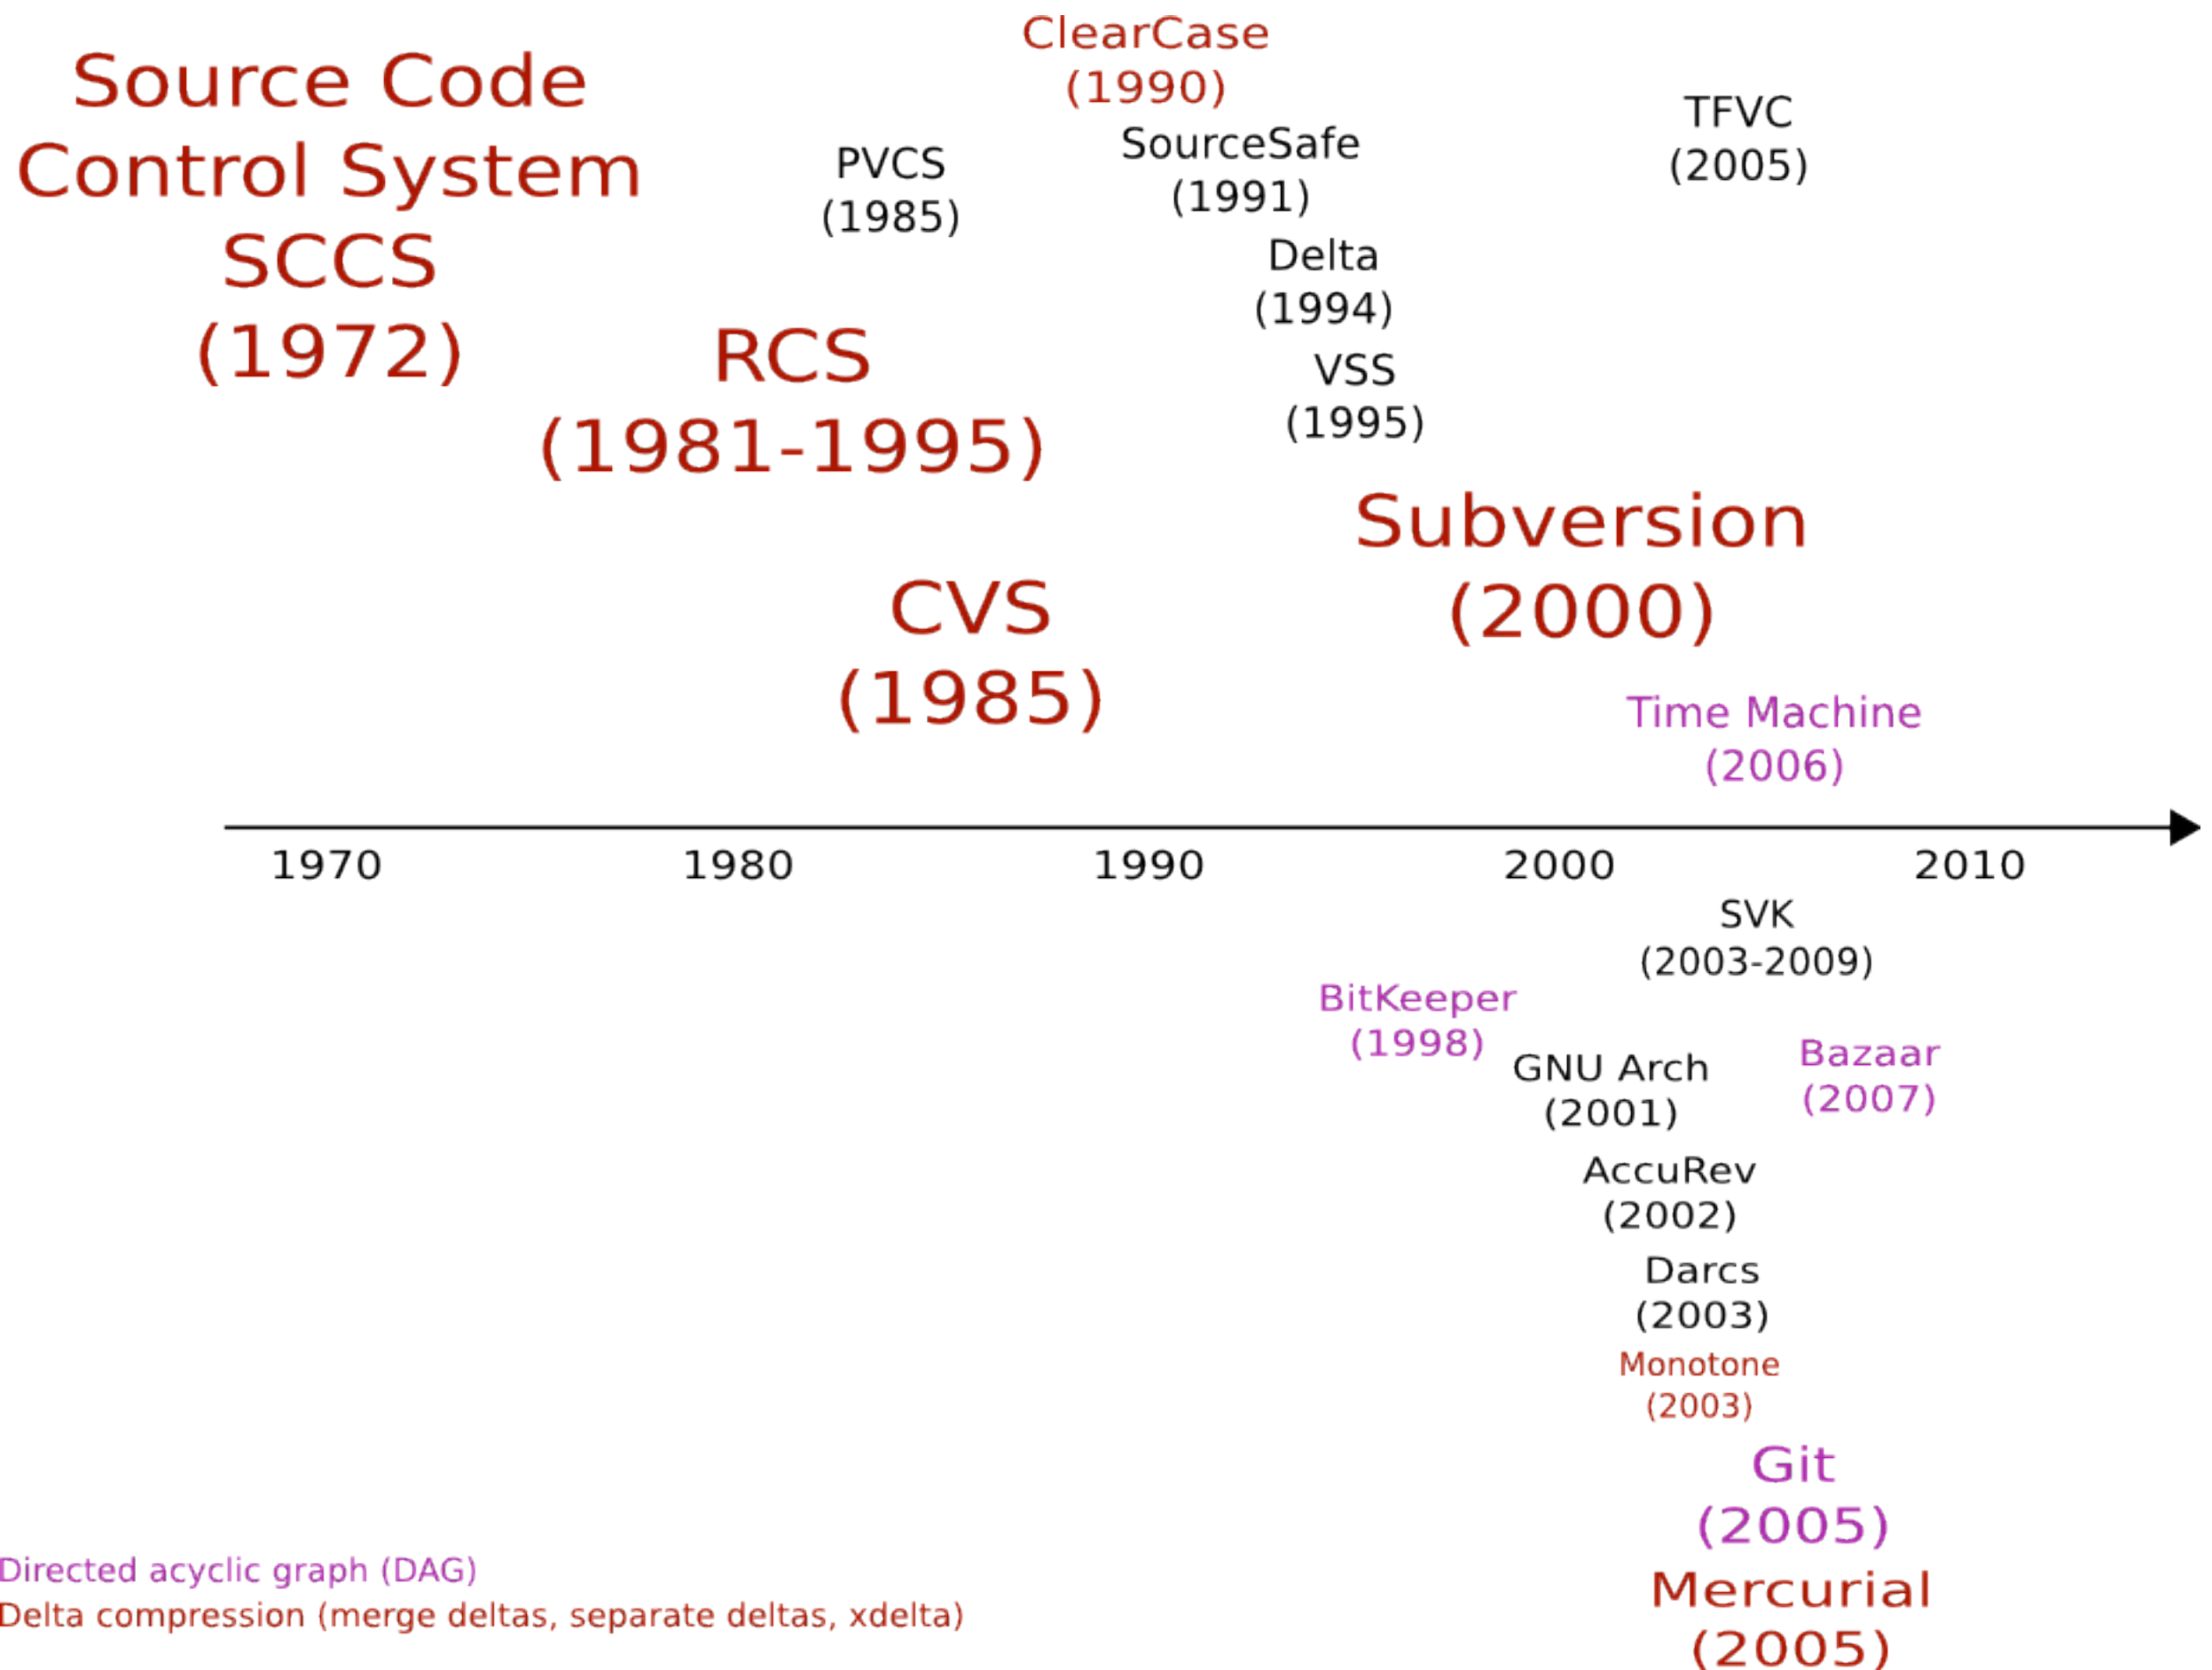 Source Code
Control System
SCCS
(1972)
ClearCase
(1990)
PVCS
(1985)
SourceSafe
(1991)
TFVC
(2005)
Delta
(1994)
RCS
(1981-1995)
VSS
(1995)
Subversion
(2000)
CVS
(1985)
Time Machine
(2006)
1970 1980 1990 2000 2010
SVK
(2003-2009)
BitKeeper
(1998)
GNU Arch
(2001)
Bazaar
(2007)
AccuRev
(2002)
Darcs
(2003)
Monotone
(2003)
Git
(2005)
Mercurial
(2005)
Directed acyclic graph (DAG)
Delta compression (merge deltas, separate deltas, xdelta)